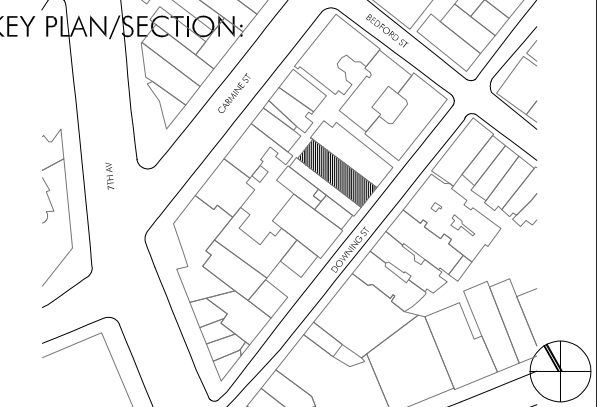 KEY PLAN/SECTION:
BEDFORD ST
CARMINE ST
7TH AV
DOWNING ST